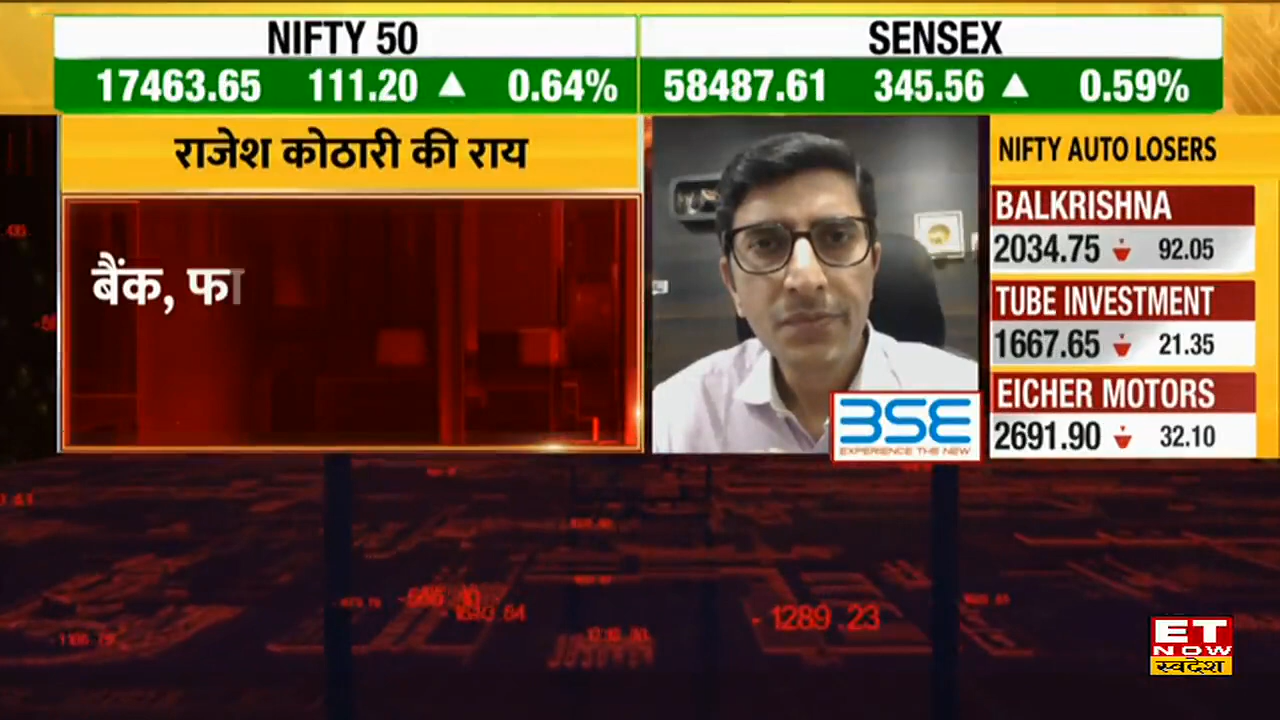 NIFTY 50
17463.65 111.20 0.64%
SENSEX
58487.61 345.56 0.59%
राजेश कोठारी की राय
बैंक, फा
BSE
EXPERIENCE THE NEW
NIFTY AUTO LOSERS
BALKRISHNA
2034.75 92.05
TUBE INVESTMENT
1667.65 21.35
EICHER MOTORS
2691.90 32.10
- 1289.23
ET
NOW
स्वदेश